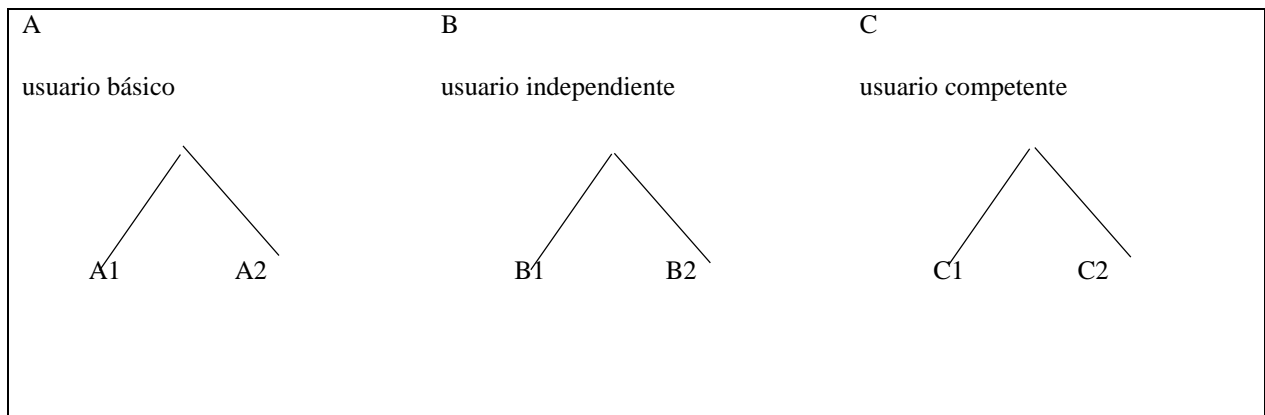 A B C
usuario básico usuario independiente usuario competente
A1 A2 B1 B2 C1 C2